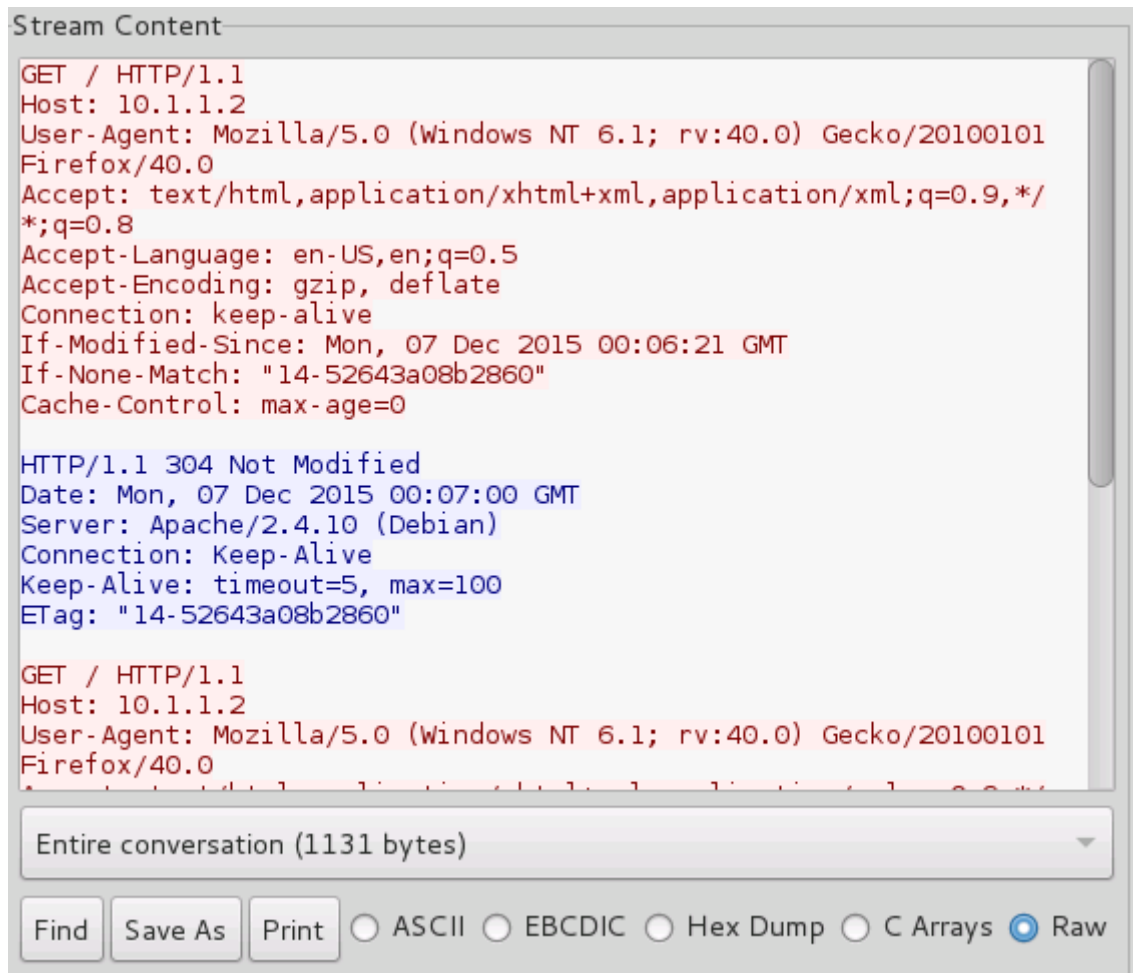 Stream Content
GET / HTTP/1.1
Host: 10.1.1.2
User-Agent: Mozilla/5.0 (Windows NT 6.1; rv:40.0) Gecko/20100101
Firefox/40.0
Accept: text/html,application/xhtml+xml,application/xml;q=0.9,*/
*;q=0.8
Accept-Language: en-US,en;q=0.5
Accept-Encoding: gzip, deflate
Connection: keep-alive
If-Modified-Since: Mon, 07 Dec 2015 00:06:21 GMT
If-None-Match: "14-52643a08b2860"
Cache-Control: max-age=0
HTTP/1.1 304 Not Modified
Date: Mon, 07 Dec 2015 00:07:00 GMT
Server: Apache/2.4.10 (Debian)
Connection: Keep-Alive
Keep-Alive: timeout=5, max=100
ETag: "14-52643a08b2860"
GET / HTTP/1.1
Host: 10.1.1.2
User-Agent: Mozilla/5.0 (Windows NT 6.1; rv:40.0) Gecko/20100101
Firefox/40.0
Entire conversation (1131 bytes)
Find Save As Print ASCII EBCDIC Hex Dump C Arrays Raw